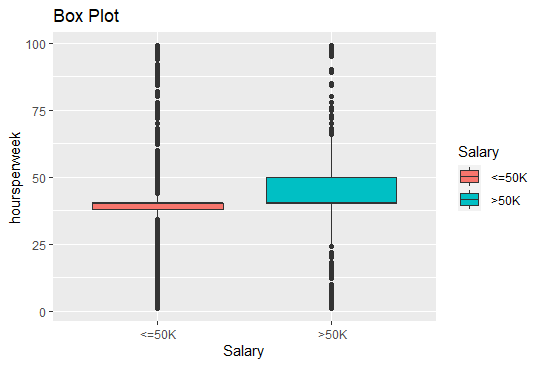 Box Plot
100
75
50
25
0
hoursperweek
<=50K
>50K
Salary
Salary
<=50K
>50K